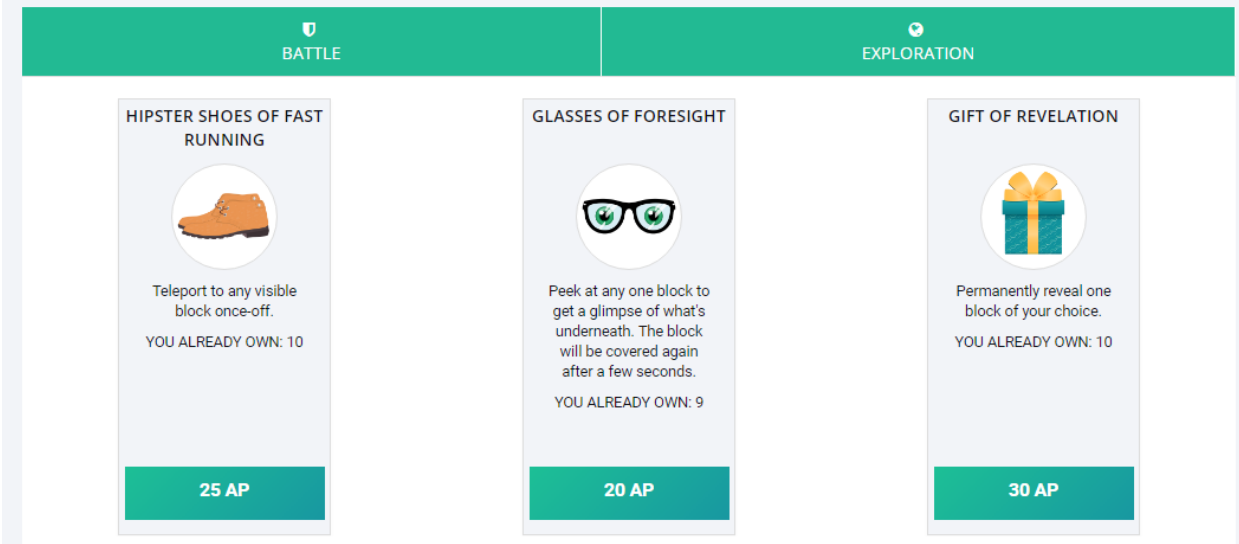 BATTLE
EXPLORATION
HIPSTER SHOES OF FAST
RUNNING
Teleport to any visible
block once-off.
YOU ALREADY OWN: 10
25 AP
GLASSES OF FORESIGHT
Peek at any one block to
get a glimpse of what's
underneath. The block
will be covered again
after a few seconds.
YOU ALREADY OWN: 9
20 AP
GIFT OF REVELATION
Permanently reveal one
block of your choice.
YOU ALREADY OWN: 10
30 AP